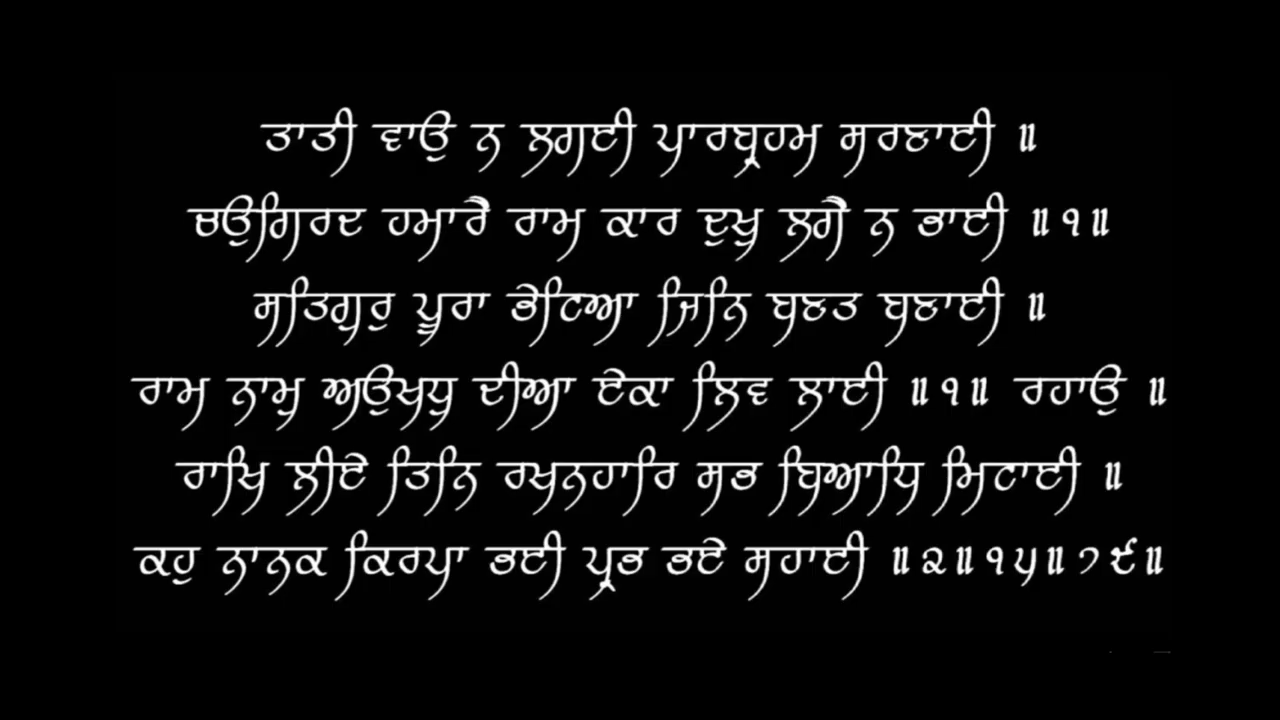 ਤਾਤੀ ਵਾਉ ਨ ਲਗਈ ਪਾਰਬ੍ਰਹਮ ਸਰਣਾਈ ॥
ਚਉਗਿਰਦ ਹਮਾਰੈ ਰਾਮ ਕਾਰ ਦੁਖੁ ਲਗੈ ਨ ਭਾਈ ॥੧॥
ਸਤਿਗੁਰੁ ਪੂਰਾ ਭੇਟਿਆ ਜਿਨਿ ਬਣਤ ਬਣਾਈ ॥
ਰਾਮ ਨਾਮੁ ਅਉਖਧੁ ਦੀਆ ਏਕਾ ਲਿਵ ਲਾਈ ॥੧॥ ਰਹਾਉ ॥
ਰਾਖਿ ਲੀਏ ਤਿਨਿ ਰਖਨਹਾਰਿ ਸਭ ਬਿਆਧਿ ਮਿਟਾਈ ॥
ਕਹੁ ਨਾਨਕ ਕਿਰਪਾ ਭਈ ਪ੍ਰਭ ਭਏ ਸਹਾਈ ॥੨॥੧੫॥੭੯॥